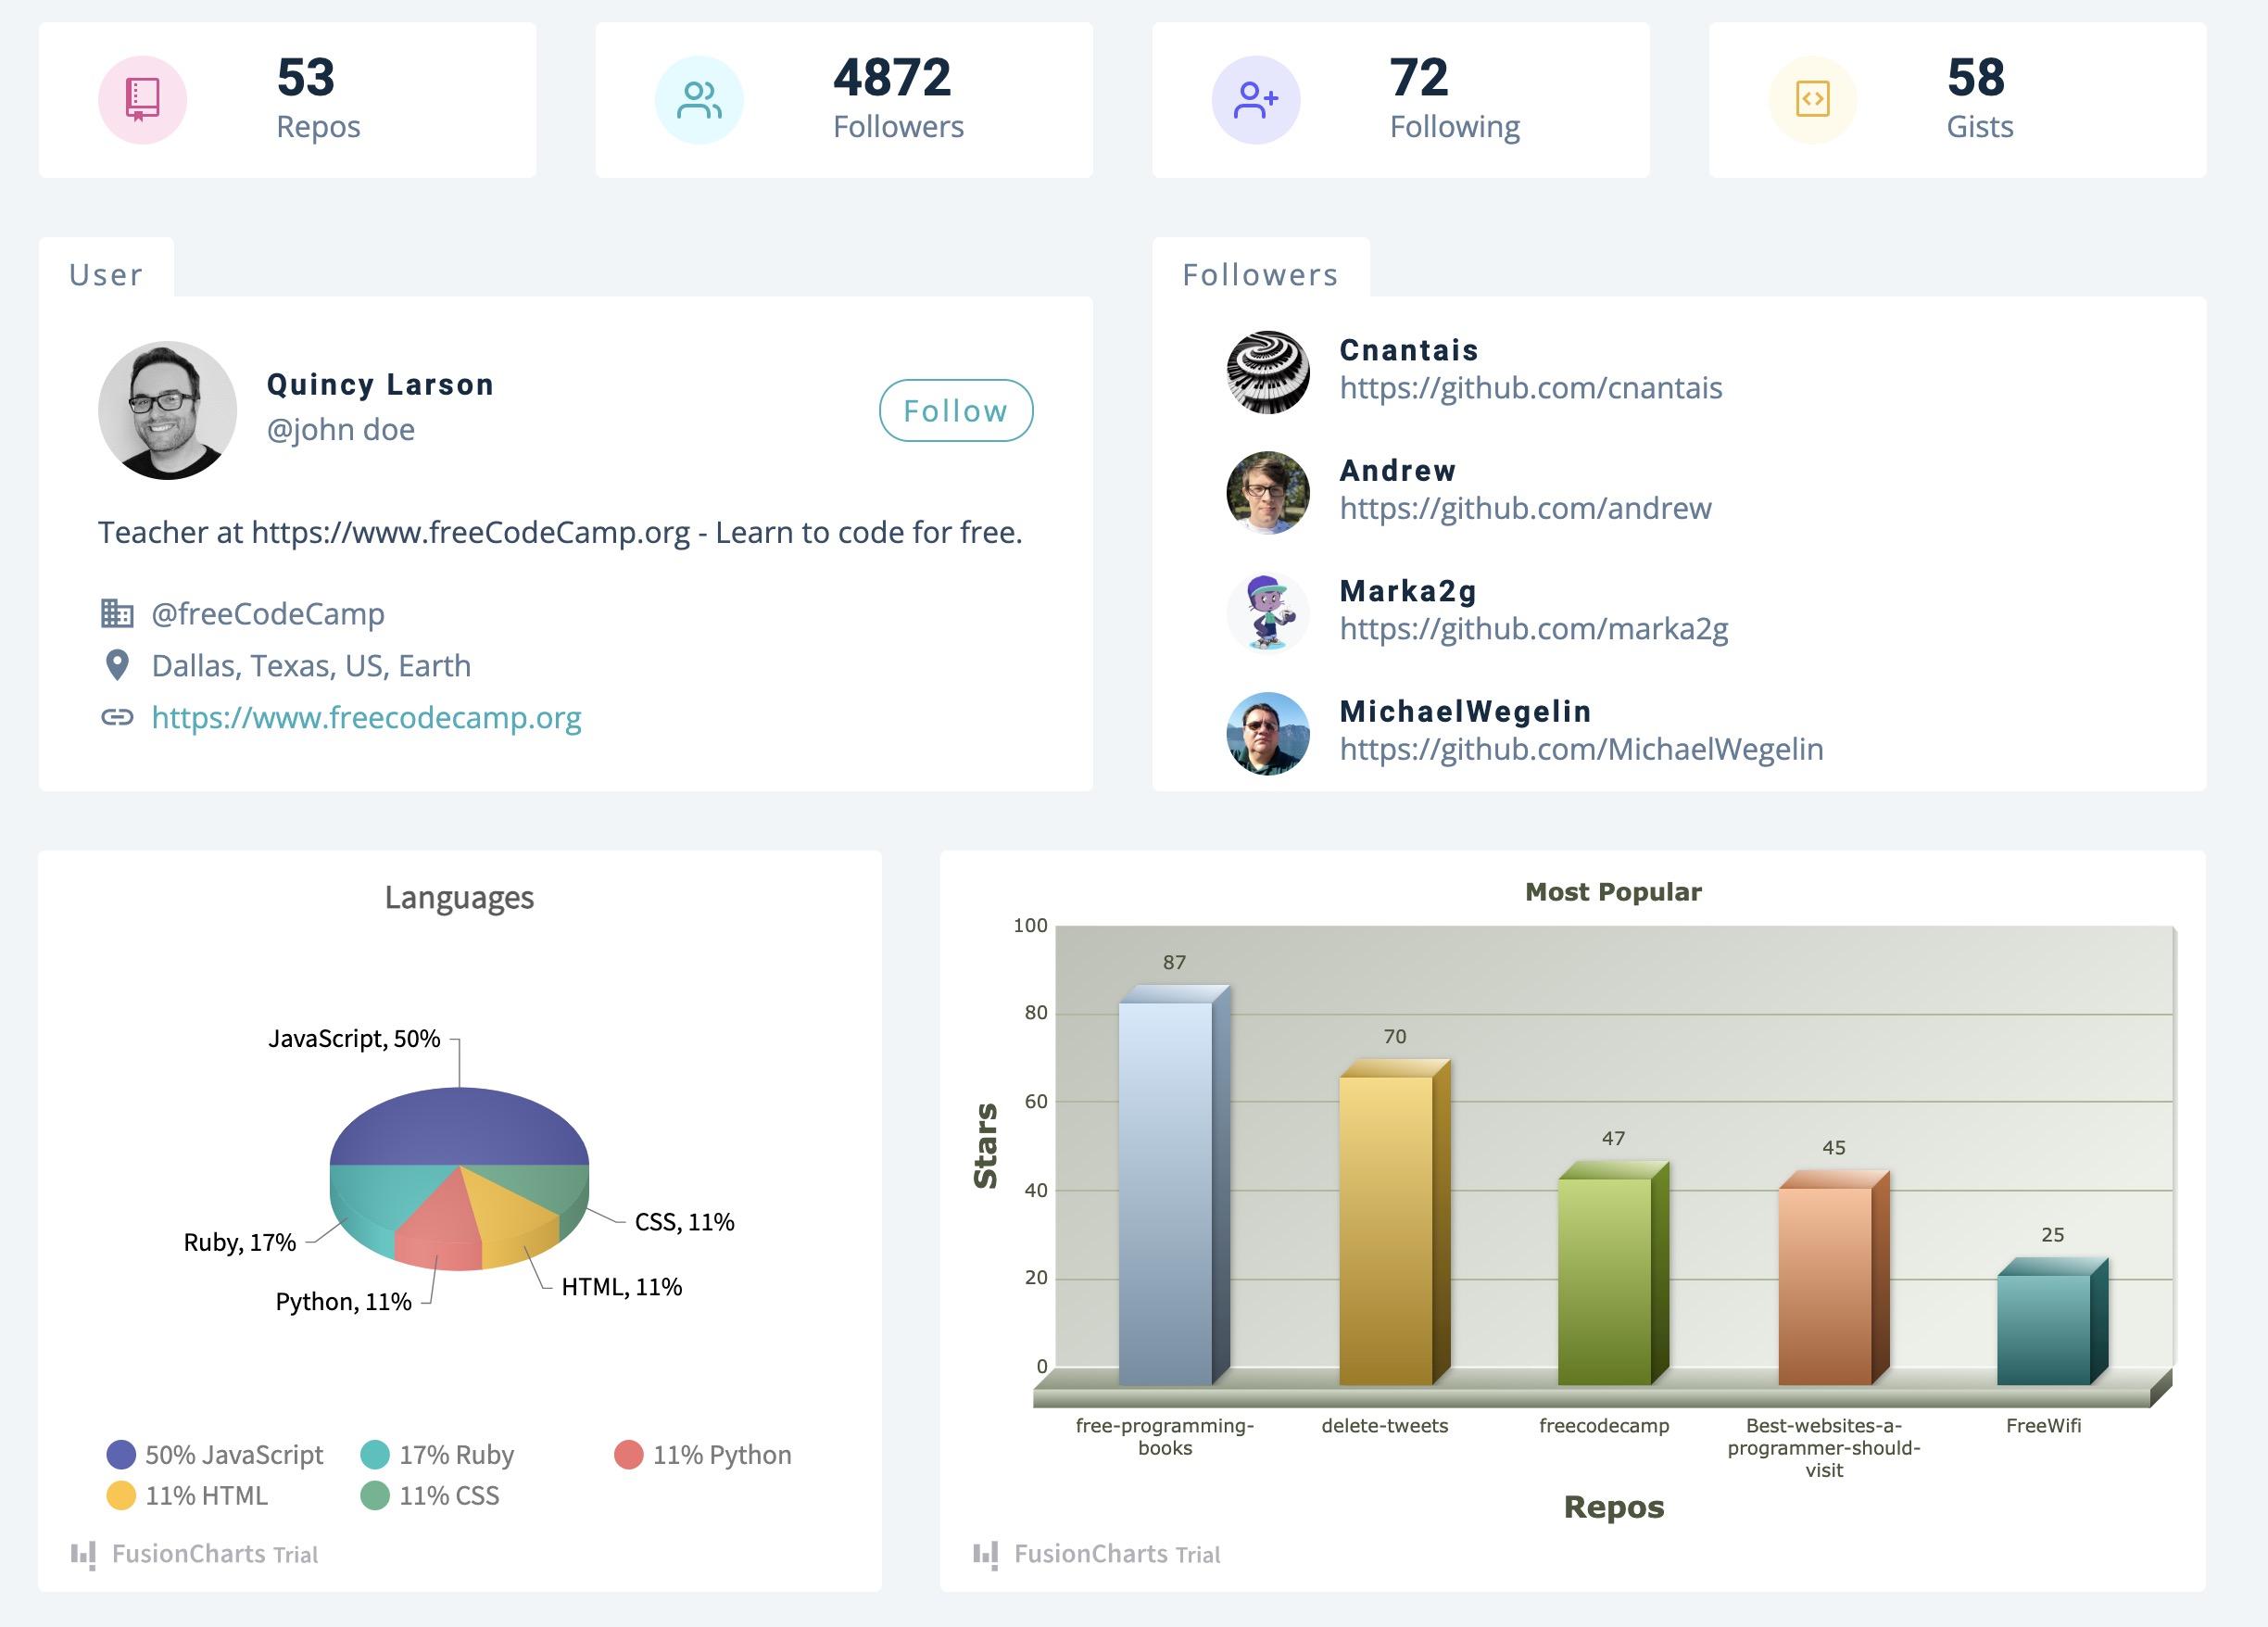 53
Repos
4872
Followers
72
Following
58
Gists
User
Quincy Larson
@john doe
Follow
Teacher at https://www.freeCodeCamp.org - Learn to code for free.
@freeCodeCamp
Dallas, Texas, US, Earth
https://www.freecodecamp.org
Followers
Cnantais
https://github.com/cnantais
Andrew
https://github.com/andrew
Marka2g
https://github.com/marka2g
MichaelWegelin
https://github.com/MichaelWegelin
Languages
JavaScript, 50%
CSS, 11%
Ruby, 17%
HTML, 11%
Python, 11%
50% JavaScript
17% Ruby
11% Python
11% HTML
11% CSS
FusionCharts Trial
Most Popular
Stars
100
80
60
40
20
0
87
70
47
45
25
free-programming-
books
delete-tweets
freecodecamp
Best-websites-a-
programmer-should-
visit
FreeWifi
Repos
FusionCharts Trial